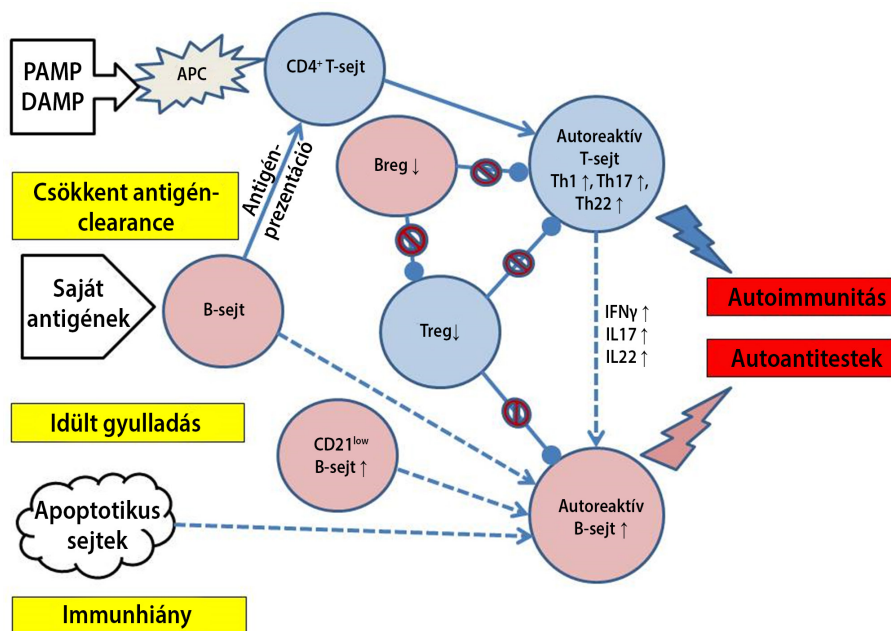 PAMP
DAMP
APC
CD4⁺ T-sejt
Autoreaktív
T-sejt
Th1 ↑, Th17 ↑,
Th22 ↑
Breg ↓
Antigén-
prezentáció
Csökkent antigén-
clearance
Saját
antigének
B-sejt
Treg↓
IFNγ ↑
IL17 ↑
IL22 ↑
Autoimmunitás
Autoantitestek
Idült gyulladás
CD21ˡᵒʷ
B-sejt ↑
Apoptotikus
sejtek
Autoreaktív
B-sejt ↑
Immunhiány